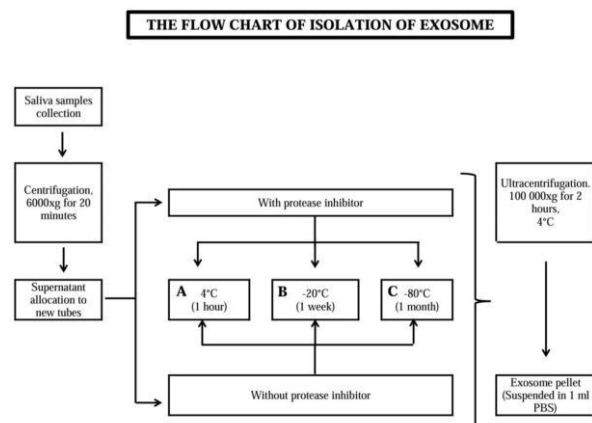 THE FLOW CHART OF ISOLATION OF EXOSOME
Saliva samples
collection
Centrifugation,
6000xg for 20
minutes
Supernatant
allocation to
new tubes
With protease inhibitor
A 4°C
(1 hour)
B -20°C
(1 week)
C -80°C
(1 month)
Without protease inhibitor
Ultracentrifugation.
100 000xg for 2
hours,
4°C
Exosome pellet
(Suspended in 1 ml
PBS)